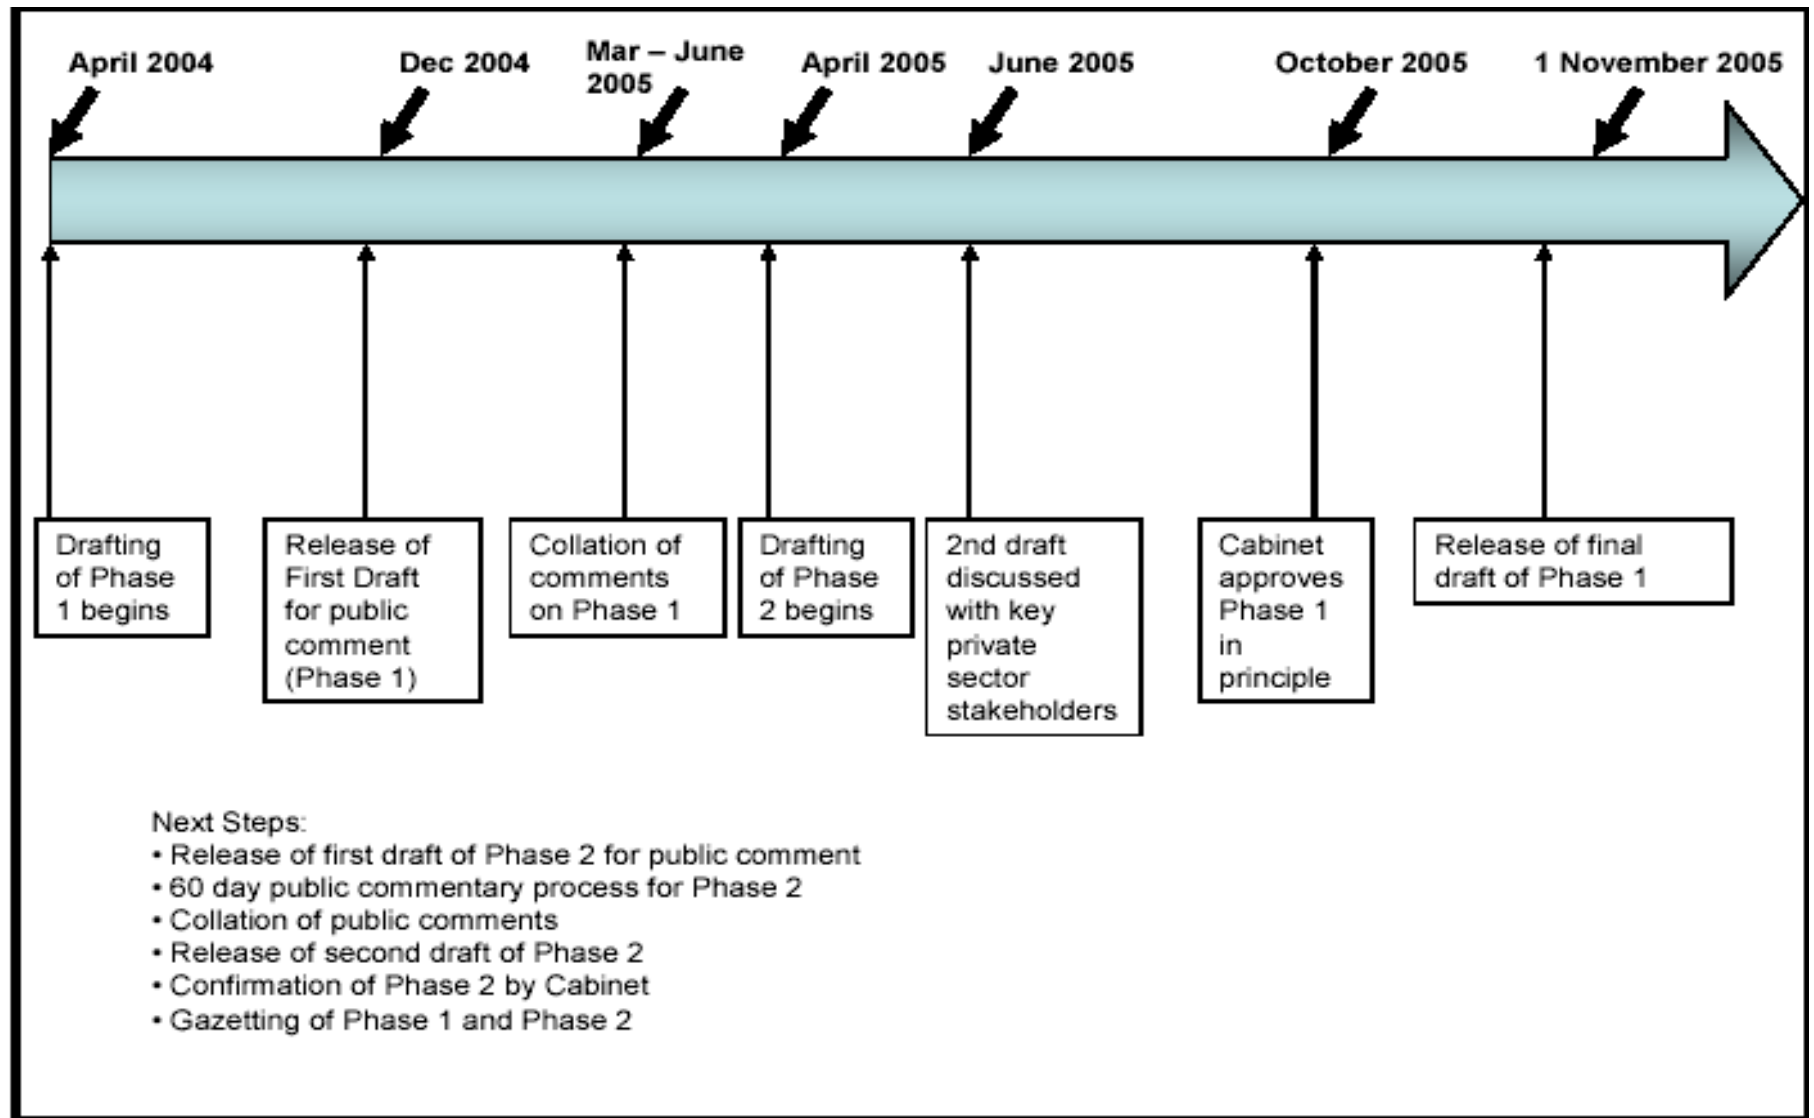 April 2004
Dec 2004
Mar – June
2005
April 2005
June 2005
October 2005
1 November 2005
Drafting
of Phase
1 begins
Release of
First Draft
for public
comment
(Phase 1)
Collation of
comments
on Phase 1
Drafting
of Phase
2 begins
2nd draft
discussed
with key
private
sector
stakeholders
Cabinet
approves
Phase 1
in
principle
Release of final
draft of Phase 1
Next Steps:
• Release of first draft of Phase 2 for public comment
• 60 day public commentary process for Phase 2
• Collation of public comments
• Release of second draft of Phase 2
• Confirmation of Phase 2 by Cabinet
• Gazetting of Phase 1 and Phase 2